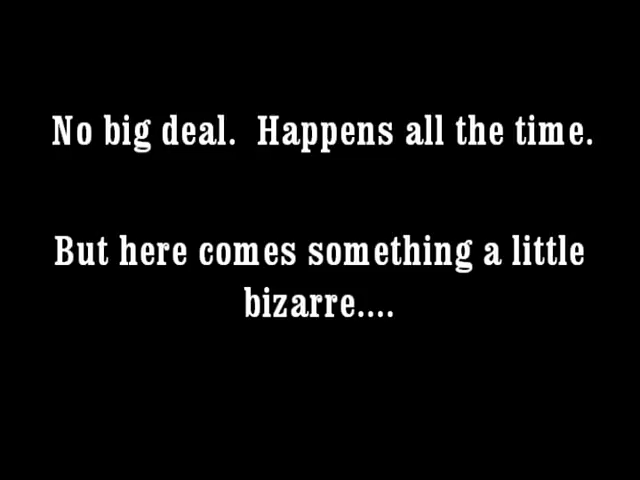 No big deal.  Happens all the time.
But here comes something a little
bizarre....